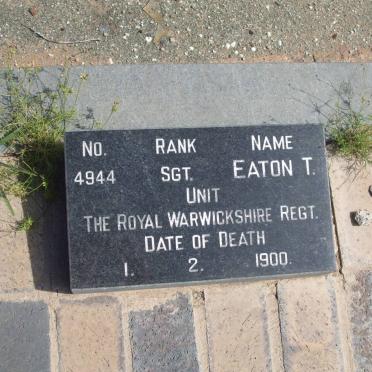 No. RANK NAME
4944 SGT. EATON T.
UNIT
THE ROYAL WARWICKSHIRE REGT.
DATE OF DEATH
1. 2. 1900.